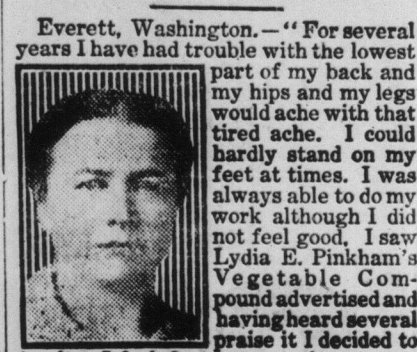 Everett, Washington.—"For several
years I have had trouble with the lowest
part of my back and
my hips and my legs
would ache with that
tired ache. I could
hardly stand on my
feet at times. I was
always able to do my
work although I did
not feel good. I saw
Lydia E. Pinkham's
Vegetable Com-
pound advertised and
having heard several
praise it I decided to